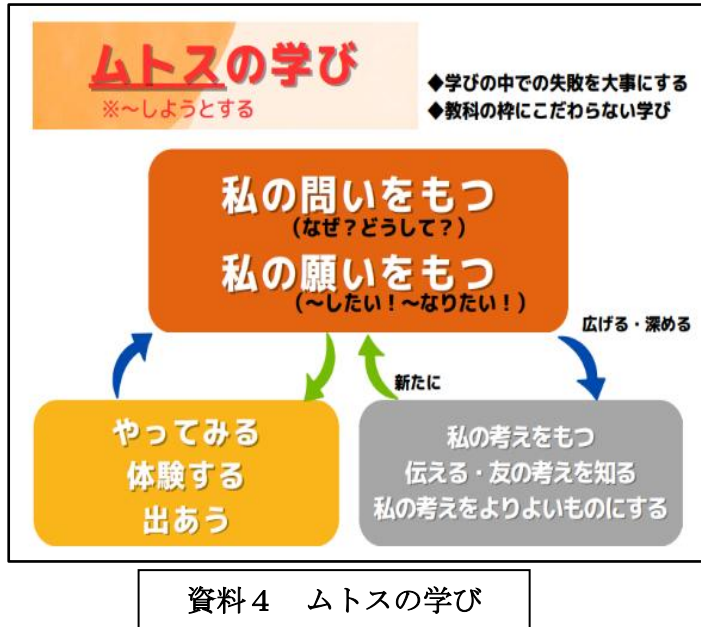 ムトスの学び
※～しようとする
◆学びの中での失敗を大事にする
◆教科の枠にこだわらない学び
私の問いをもつ
（なぜ？どうして？）
私の願いをもつ
（～したい！～なりたい！）
広げる・深める
新たに
やってみる
体験する
出あう
私の考えをもつ
伝える・友の考えを知る
私の考えをよりよいものにする
資料４　ムトスの学び